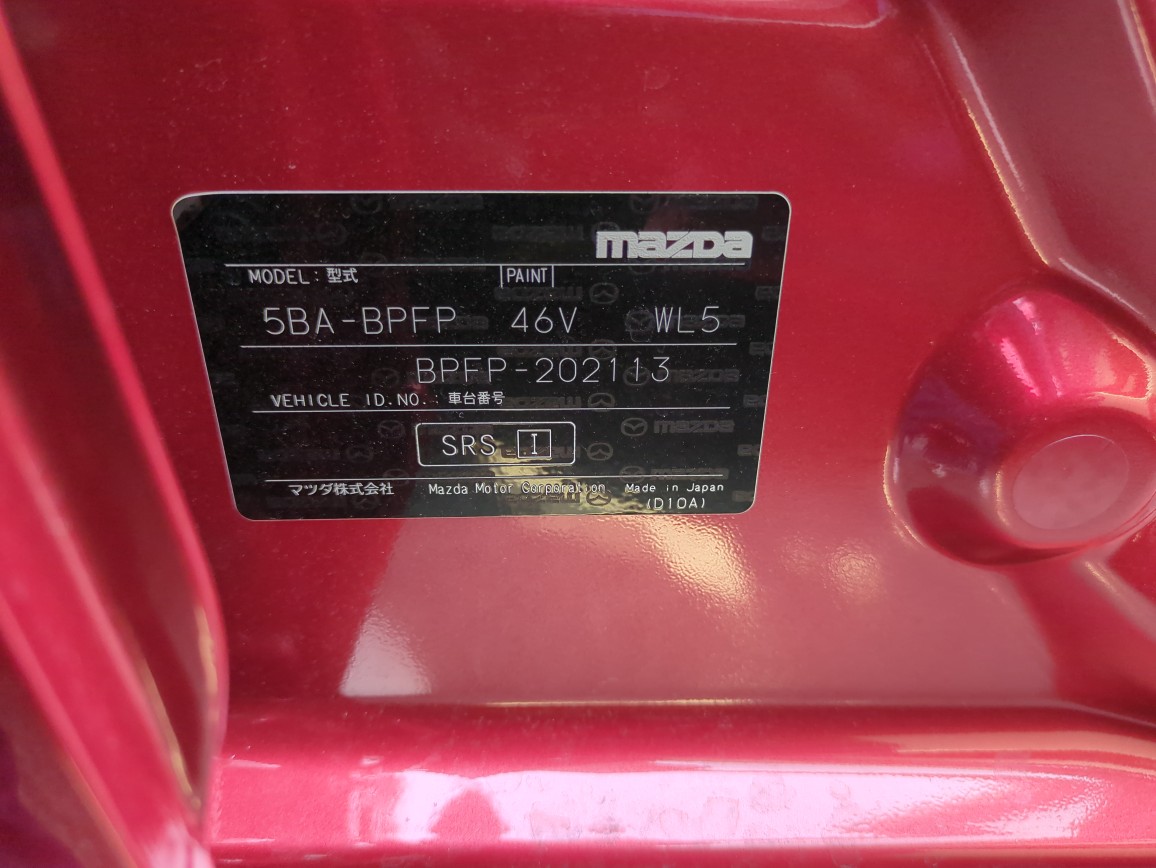 mazda
MODEL : 型式 PAINT
5BA-BPFP 46V WL5
BPFP-202113
VEHICLE ID.NO. : 車台番号
SRS I
マツダ株式会社 Mazda Motor Corporation Made in Japan
(D10A)